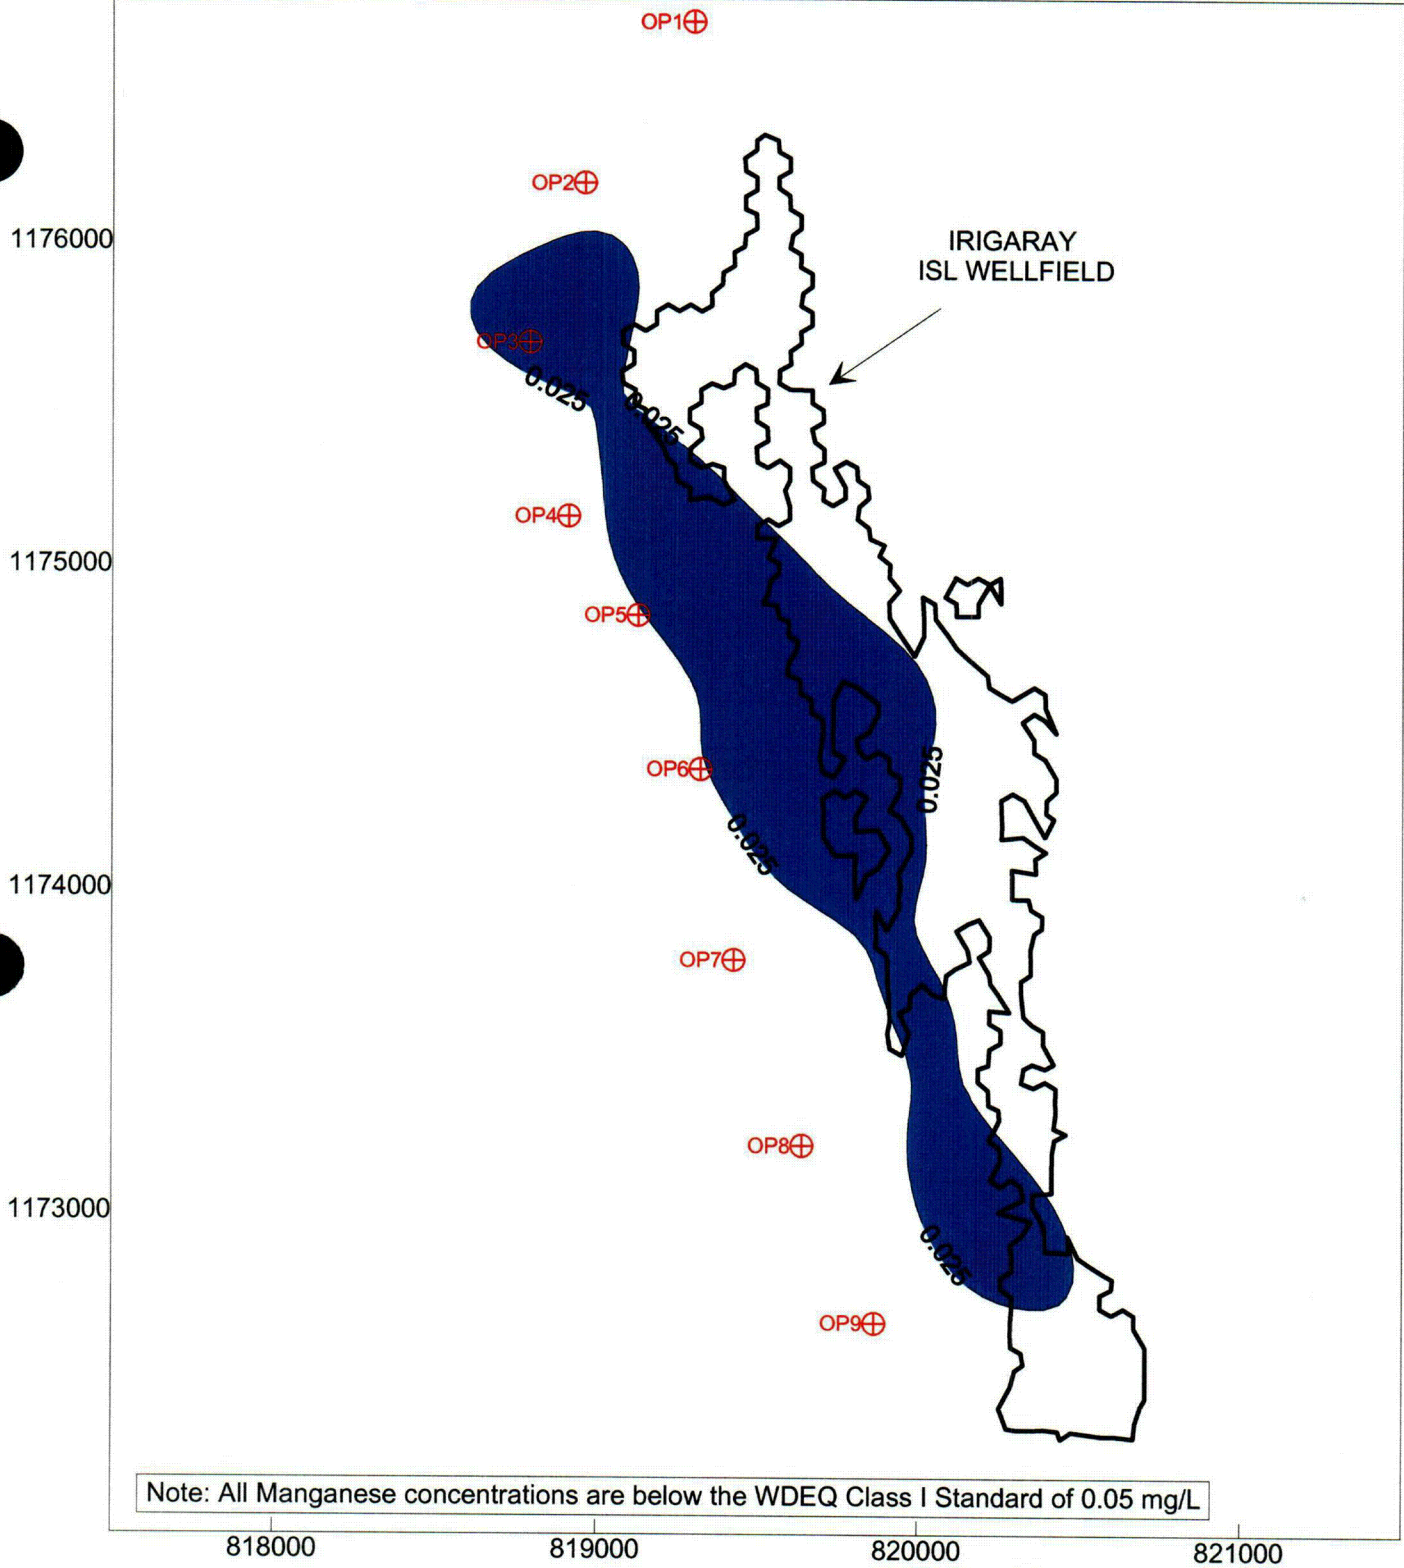 OP1
OP2
1176000
IRIGARAY
ISL WELLFIELD
OP3
0.025
0.025
OP4
1175000
OP5
0.025
OP6
0.025
1174000
OP7
OP8
1173000
0.025
OP9
Note: All Manganese concentrations are below the WDEQ Class I Standard of 0.05 mg/L
818000
819000
820000
821000